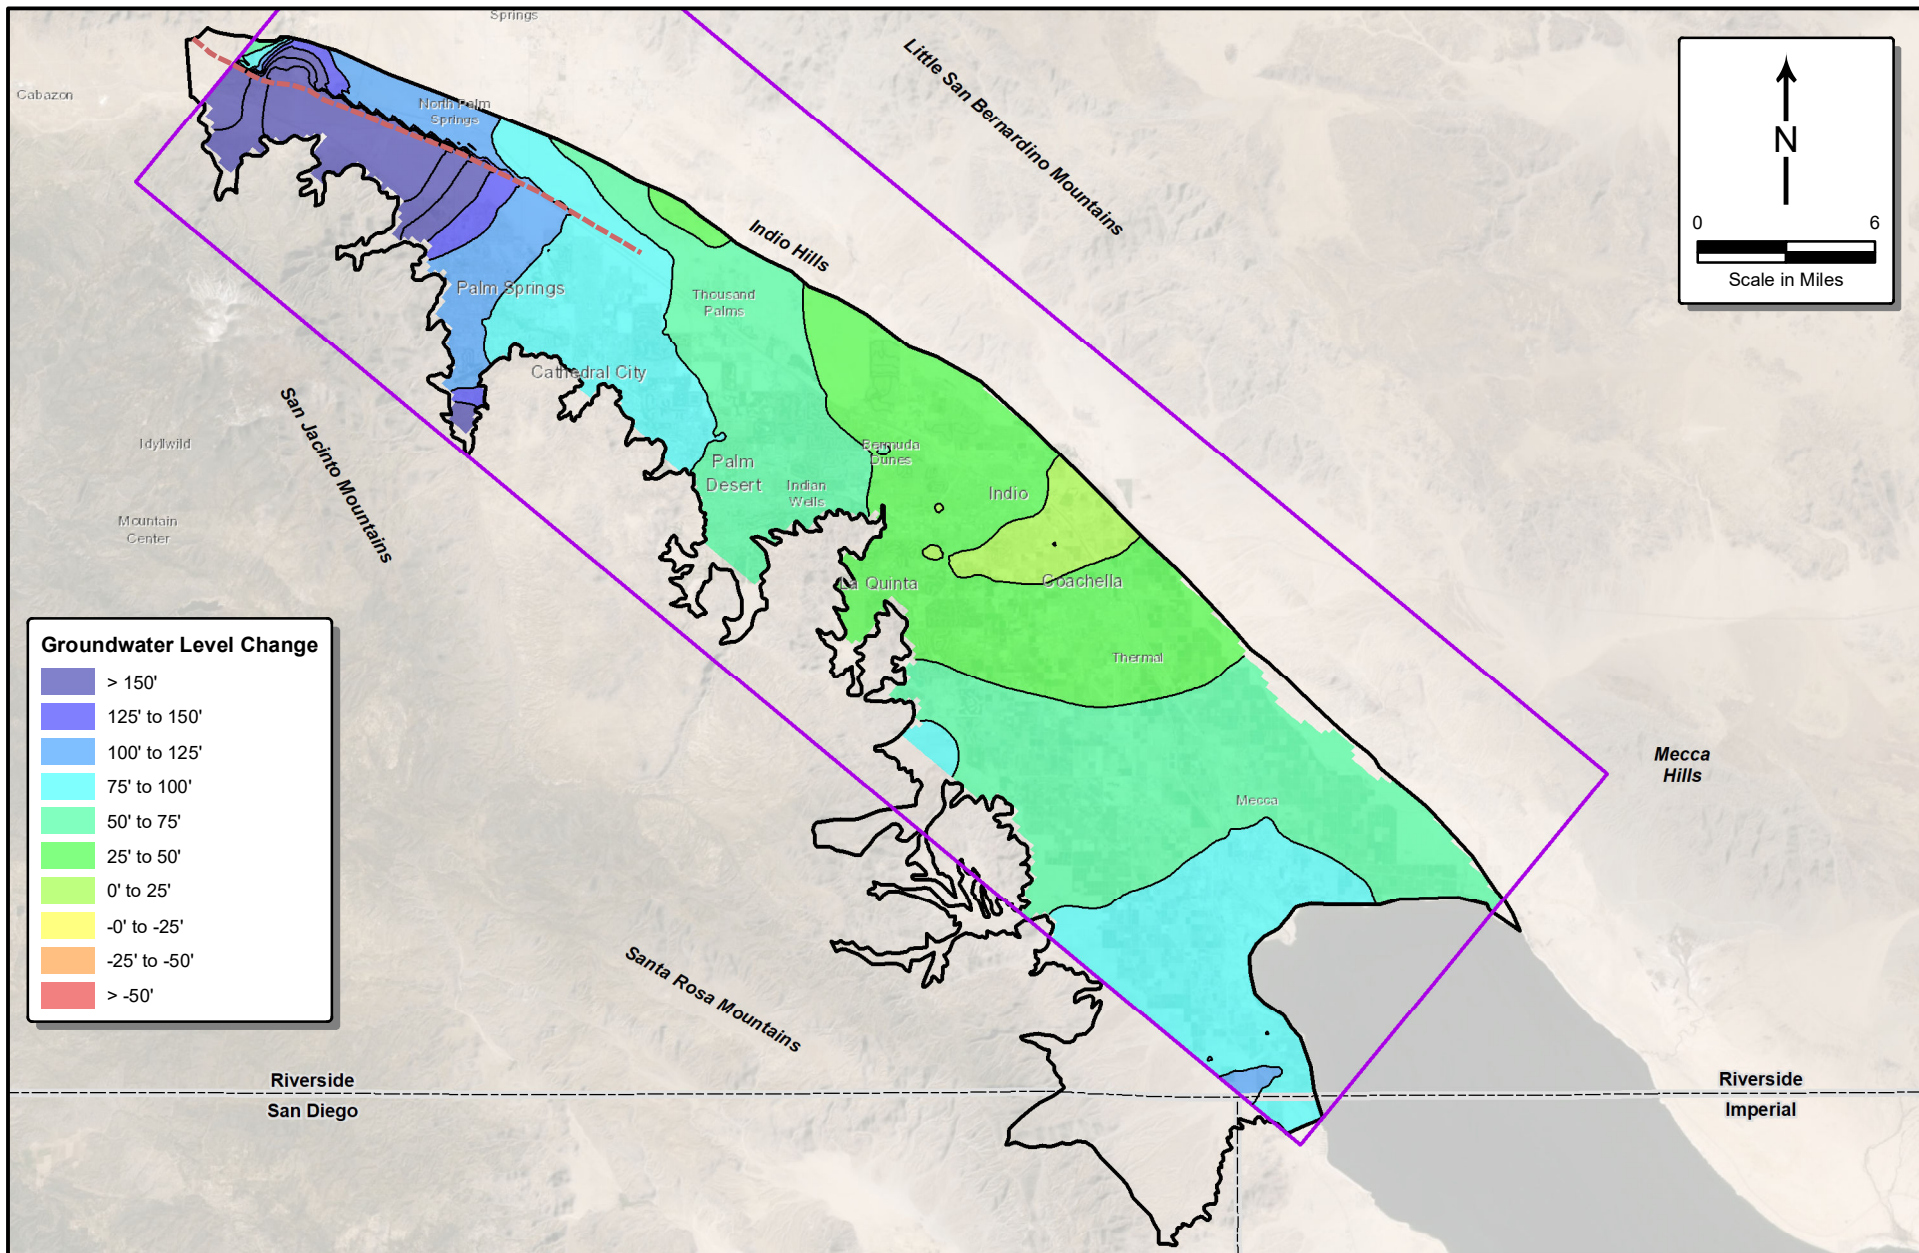 Springs
Cabazon
North Palm
Springs
Little San Bernardino Mountains
N
0 6
Scale in Miles
Indio Hills
Palm Springs
Thousand
Palms
Cathedral City
San Jacinto Mountains
Idyllwild
Bermuda
Dunes
Palm
Desert
Indian
Wells
Indio
Mountain
Center
La Quinta
Coachella
Thermal
Groundwater Level Change
> 150'
125' to 150'
100' to 125'
75' to 100'
50' to 75'
25' to 50'
0' to 25'
-0' to -25'
-25' to -50'
> -50'
Mecca
Hills
Mecca
Santa Rosa Mountains
Riverside
San Diego
Riverside
Imperial